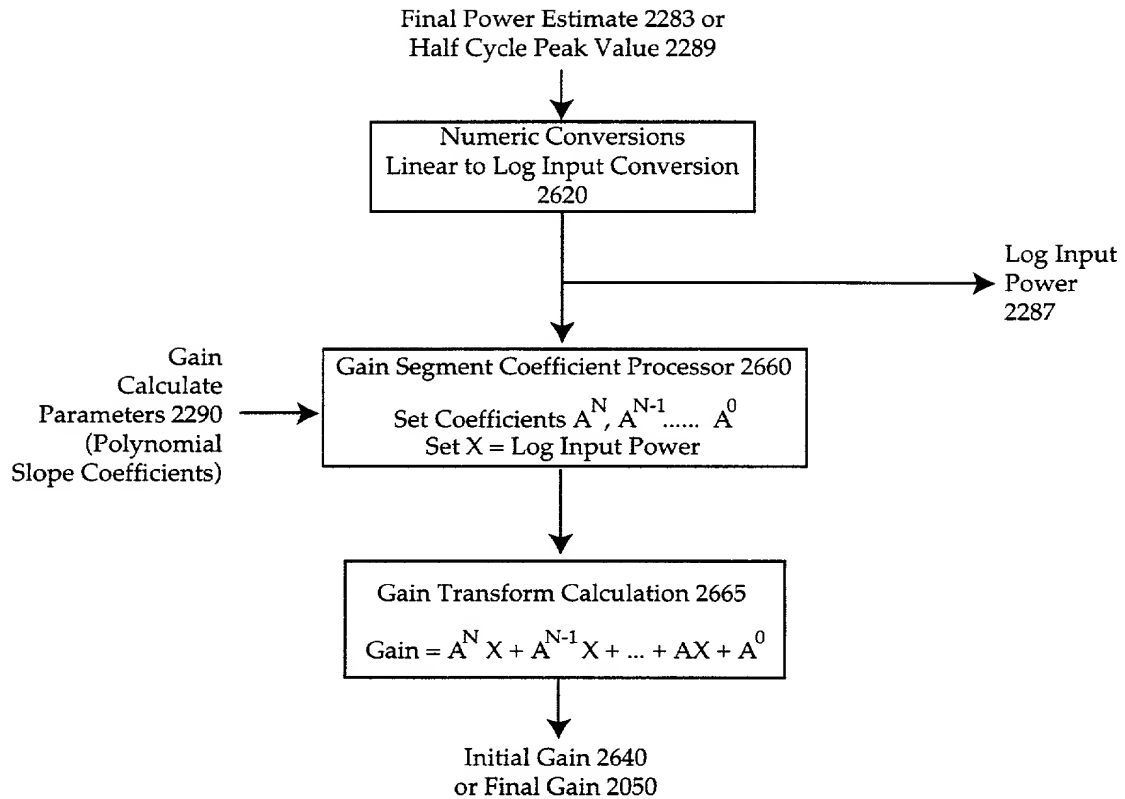 Final Power Estimate 2283 or
Half Cycle Peak Value 2289
Numeric Conversions
Linear to Log Input Conversion
2620
Log Input
Power
2287
Gain
Calculate
Parameters 2290
(Polynomial
Slope Coefficients)
Gain Segment Coefficient Processor 2660
Set Coefficients A^N, A^N-1...... A^0
Set X = Log Input Power
Gain Transform Calculation 2665
Gain = A^N X + A^N-1 X + ... + AX + A^0
Initial Gain 2640
or Final Gain 2050